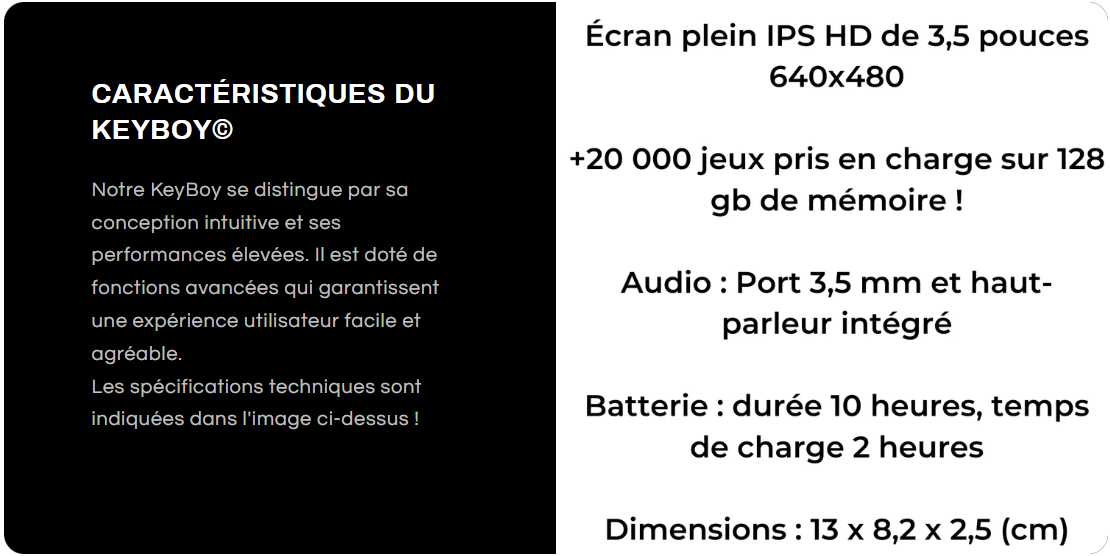 CARACTÉRISTIQUES DU
KEYBOY©
Notre KeyBoy se distingue par sa
conception intuitive et ses
performances élevées. Il est doté de
fonctions avancées qui garantissent
une expérience utilisateur facile et
agréable.
Les spécifications techniques sont
indiquées dans l'image ci-dessus !
Écran plein IPS HD de 3,5 pouces
640x480
+20 000 jeux pris en charge sur 128
gb de mémoire !
Audio : Port 3,5 mm et haut-
parleur intégré
Batterie : durée 10 heures, temps
de charge 2 heures
Dimensions : 13 x 8,2 x 2,5 (cm)